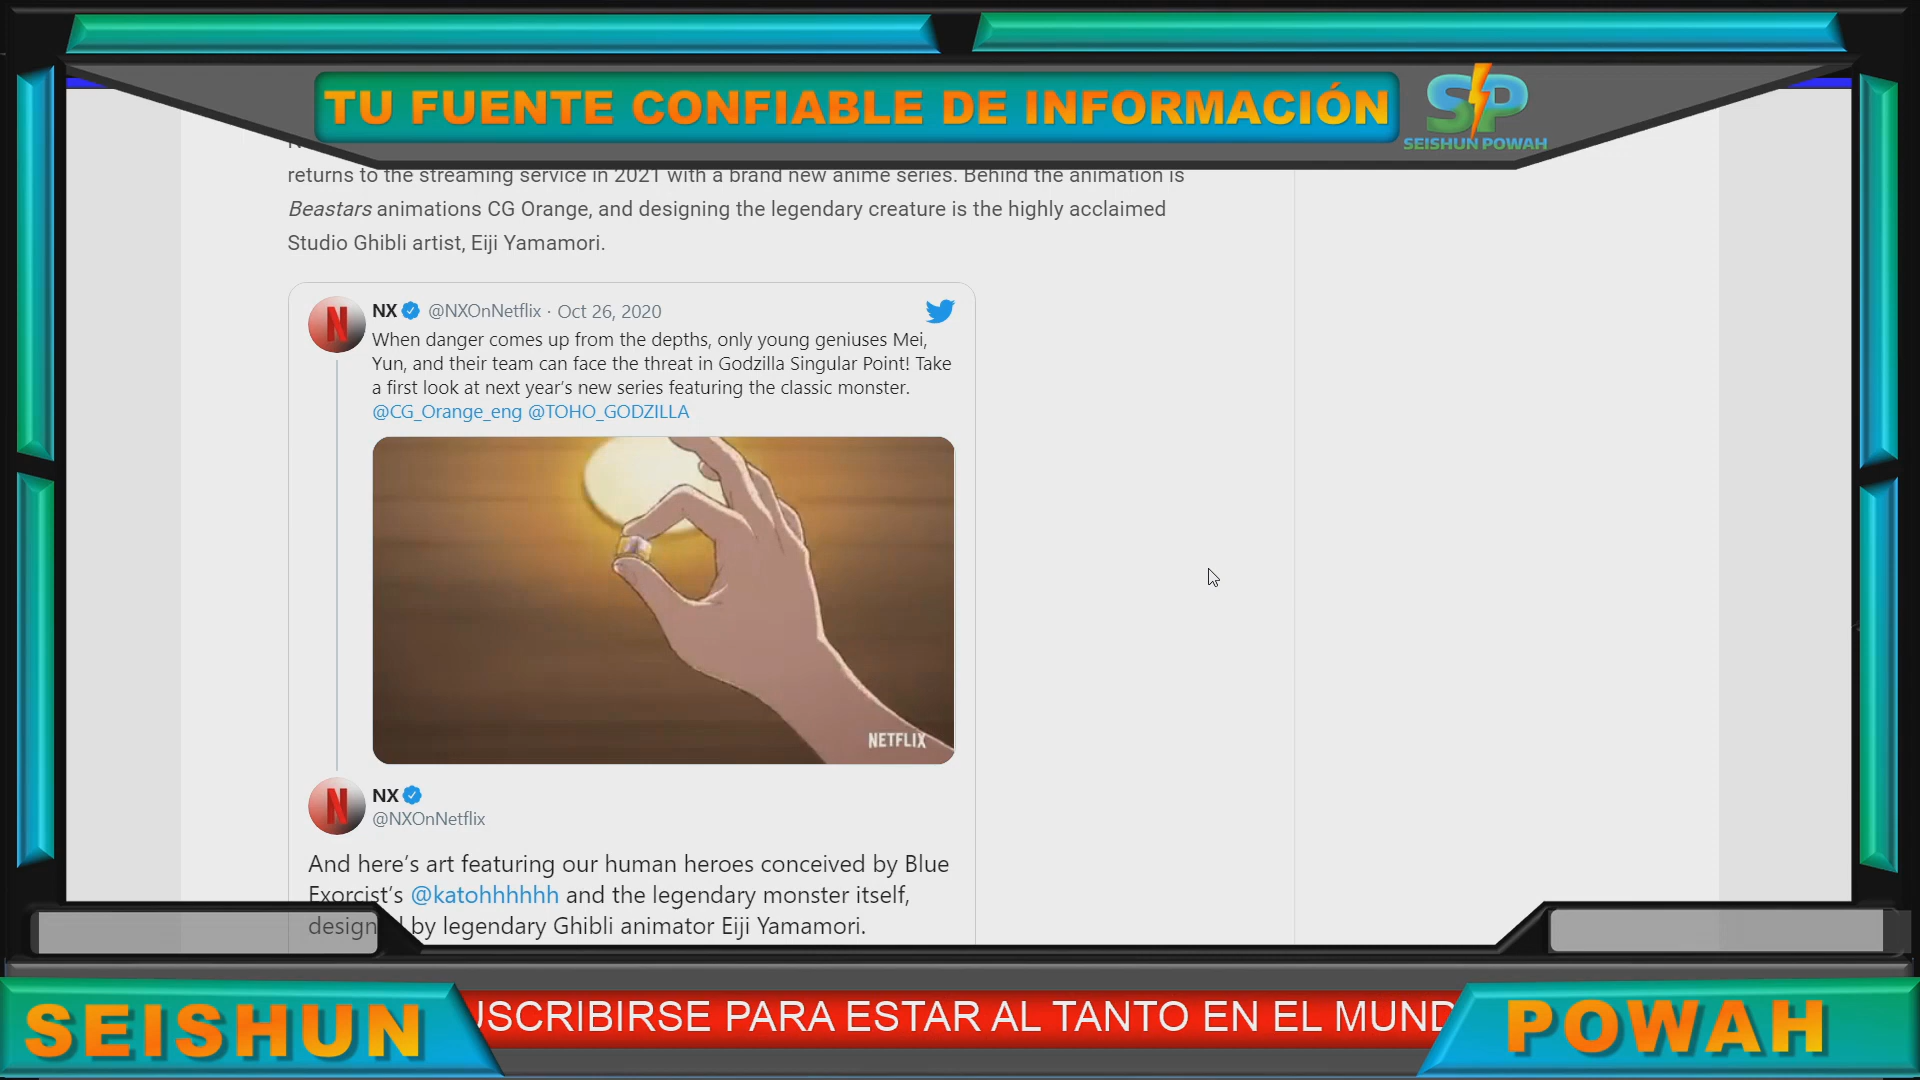 TU FUENTE CONFIABLE DE INFORMACIÓN
SP
SEISHUN POWAH
returns to the streaming service in 2021 with a brand new anime series. Behind the animation is
Beastars animations CG Orange, and designing the legendary creature is the highly acclaimed
Studio Ghibli artist, Eiji Yamamori.
NX @NXOnNetflix · Oct 26, 2020
When danger comes up from the depths, only young geniuses Mei,
Yun, and their team can face the threat in Godzilla Singular Point! Take
a first look at next year's new series featuring the classic monster.
@CG_Orange_eng @TOHO_GODZILLA
NETFLIX
NX
@NXOnNetflix
And here's art featuring our human heroes conceived by Blue
Exorcist's @katohhhhhh and the legendary monster itself,
designed by legendary Ghibli animator Eiji Yamamori.
SEISHUN
USCRIBIRSE PARA ESTAR AL TANTO EN EL MUND
POWAH